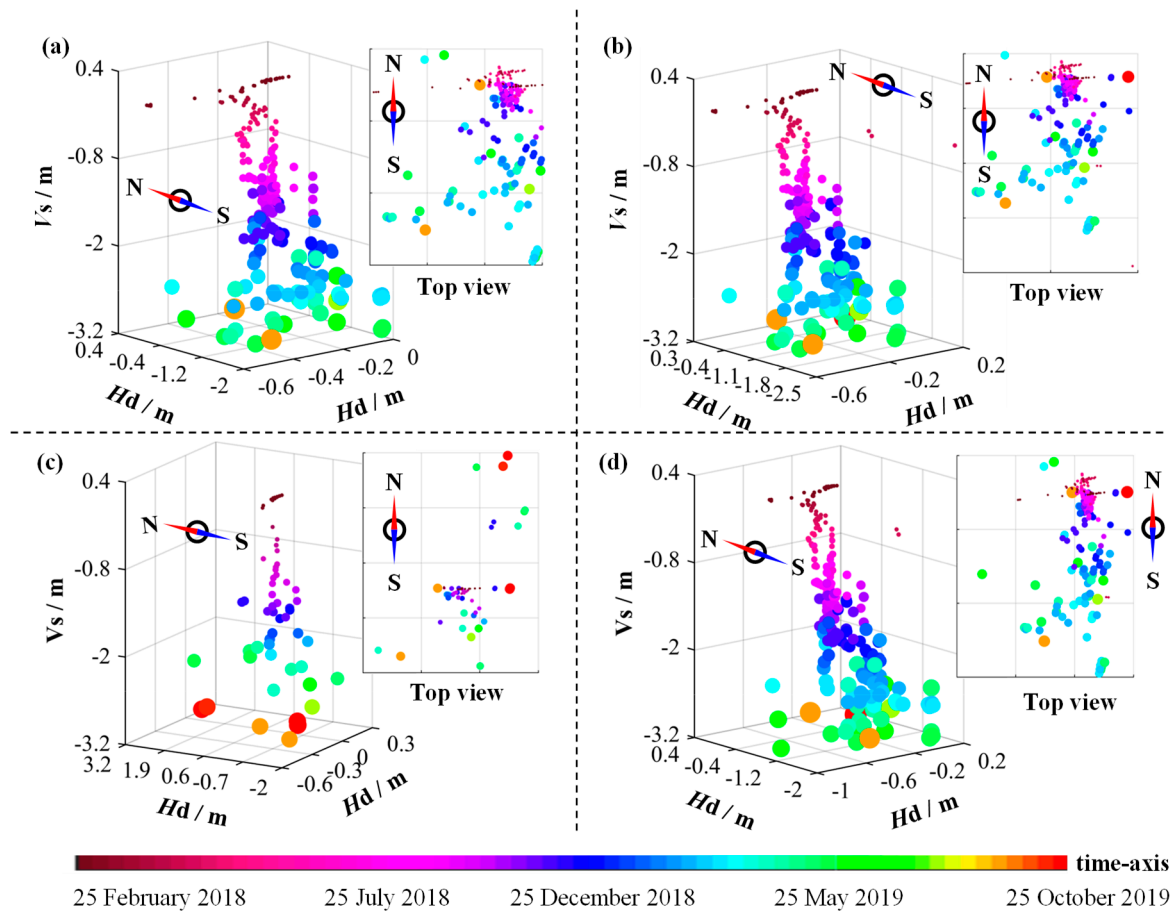 (a)
0.4
-0.8
-2
-3.2
Vs / m
N
S
0.4
-0.4
-1.2
-2
Hd / m
-0.6
-0.4
-0.2
0
Hd / m
N
S
Top view
(b)
0.4
-0.8
-2
-3.2
Vs / m
N
S
0.3
-0.4
-1.1
-1.8
-2.5
Hd / m
-0.6
-0.2
0.2
Hd / m
N
S
Top view
(c)
0.4
-0.8
-2
-3.2
Vs / m
N
S
3.2
1.9
0.6
-0.7
-2
Hd / m
-0.6
-0.3
0
0.3
Hd / m
N
S
Top view
(d)
0.4
-0.8
-2
-3.2
Vs / m
N
S
0.4
-0.4
-1.2
-2
Hd / m
-1
-0.6
-0.2
0.2
Hd / m
N
S
Top view
time-axis
25 February 2018 25 July 2018 25 December 2018 25 May 2019 25 October 2019